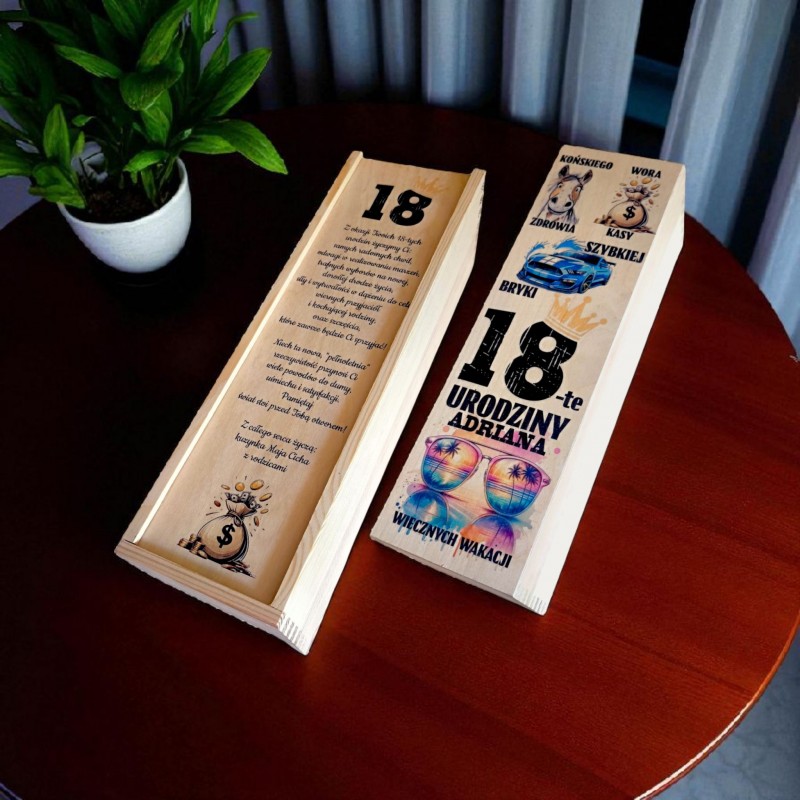 18
Z okazji Twoich 18-tych
urodzin życzymy Ci:
samych radosnych chwil,
odwagi w realizowaniu marzeń,
trafnych wyborów na nowej,
dorosłej drodze życia,
siły i wytrwałości w dążeniu do celu
wiernych przyjaciół
i kochającej rodziny,
oraz szczęścia,
które zawsze będzie Ci sprzyjać!
Niech ta nowa, "pełnoletnia"
rzeczywistość przynosi Ci
wiele powodów do dumy,
uśmiechu i satysfakcji.
Pamiętaj
świat stoi przed Tobą otworem!
Z całego serca życzą:
kuzynka Maja Cicha
z rodzicami
$
KOŃSKIEGO
ZDROWIA
WORA
$
KASY
SZYBKIEJ
BRYKI
18-te
URODZINY
ADRIANA
WIECZNYCH WAKACJI